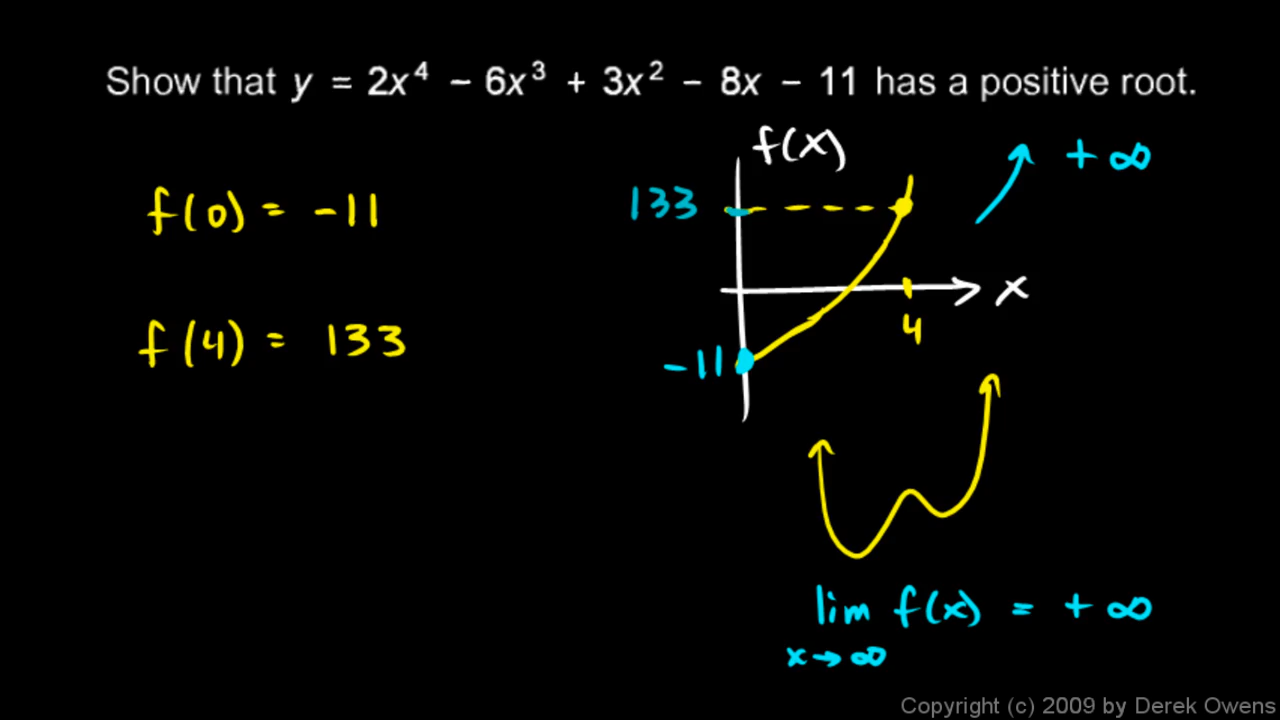 Show that y = 2x⁴ − 6x³ + 3x² − 8x − 11 has a positive root.
f(x)
+ ∞
133
f(0) = -11
x
4
f(4) = 133
-11
lim f(x) = + ∞
x → ∞
Copyright (c) 2009 by Derek Owens